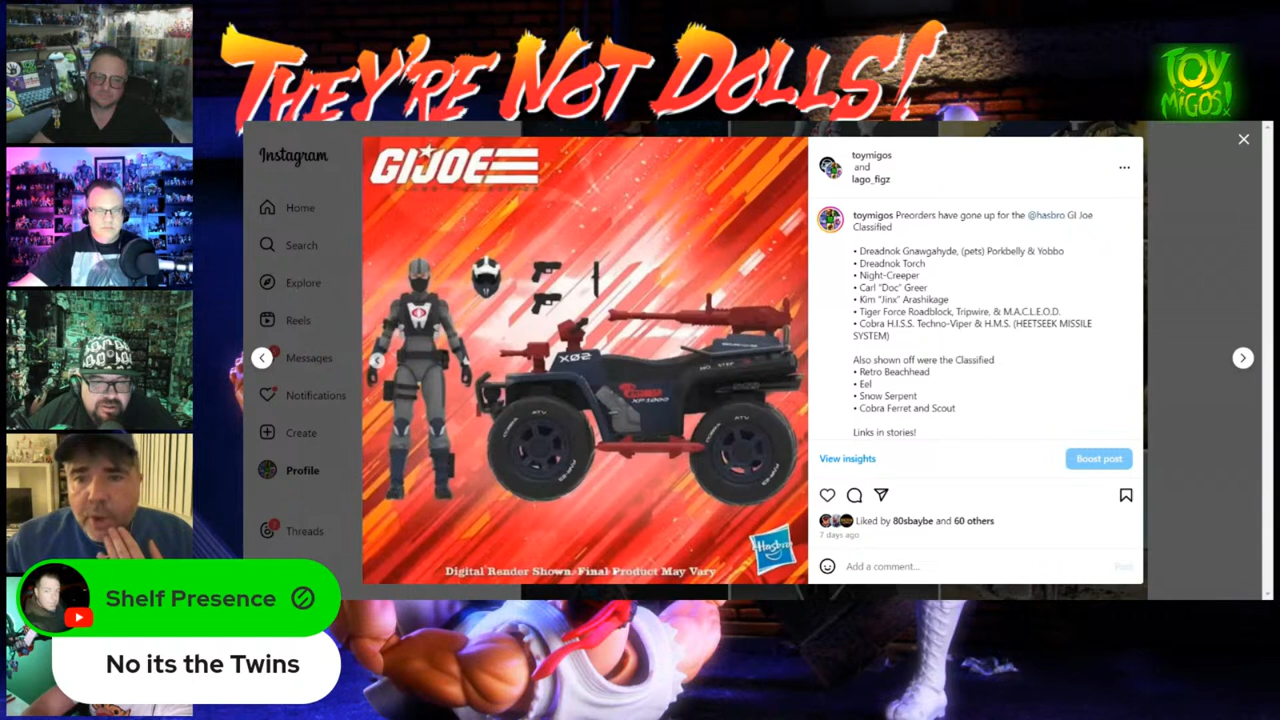 THEY'RE NOT DOLLS!
TOY
MIGOS!
Instagram
Home
Search
Explore
Reels
Messages
Notifications
Create
Profile
Threads
GI JOE
X02
NO STEP
COBRA
XP1000
ATV
ATV
Hasbro
Digital Render Shown. Final Product May Vary
toymigos
and
lago_figz
toymigos Preorders have gone up for the @hasbro GI Joe
Classified
• Dreadnok Gnawgahyde, (pets) Porkbelly & Yobbo
• Dreadnok Torch
• Night-Creeper
• Carl "Doc" Greer
• Kim "Jinx" Arashikage
• Tiger Force Roadblock, Tripwire, & M.A.C.L.E.O.D.
• Cobra H.I.S.S. Techno-Viper & H.M.S. (HEETSEEK MISSILE
SYSTEM)
Also shown off were the Classified
• Retro Beachhead
• Eel
• Snow Serpent
• Cobra Ferret and Scout
Links in stories!
View insights
Boost post
Liked by 80sbaybe and 60 others
7 days ago
Add a comment...
Post
Shelf Presence
No its the Twins